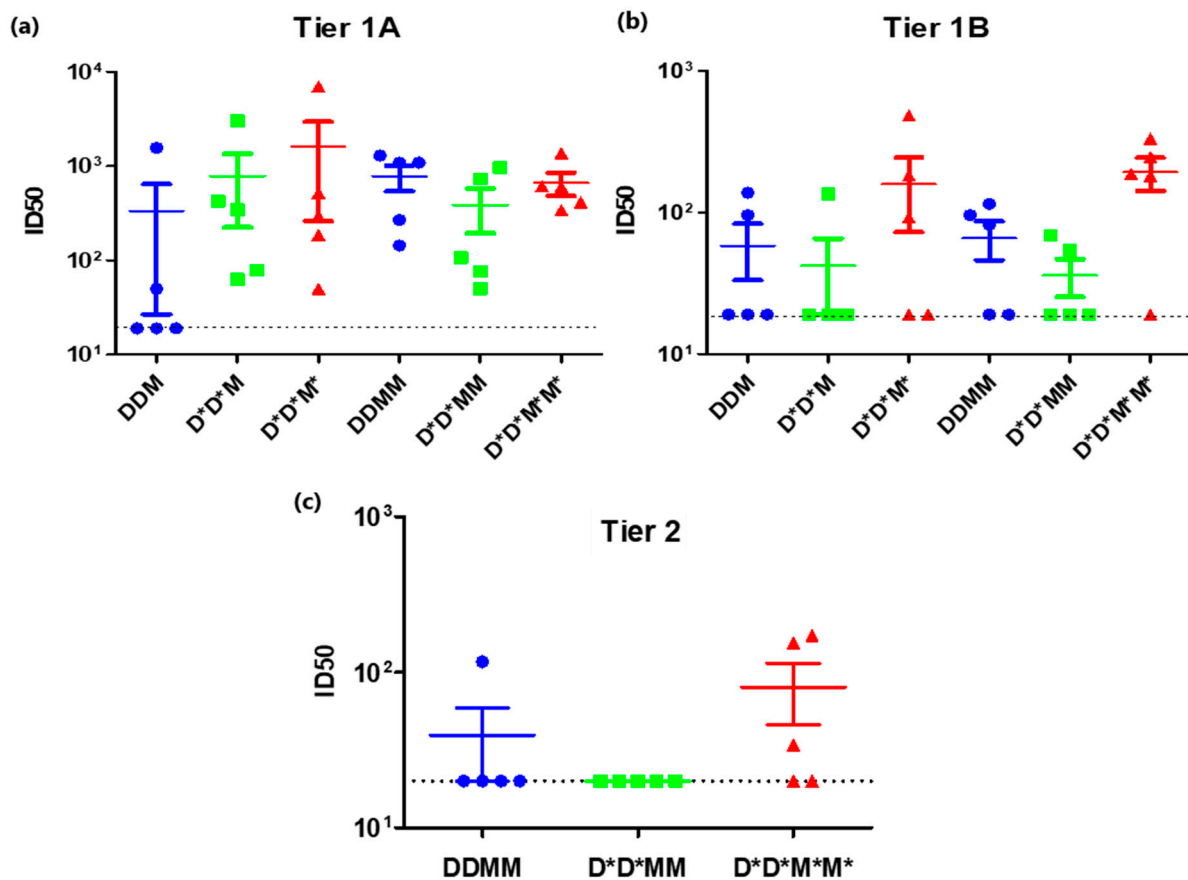 (a) Tier 1A
ID50
10⁴
10³
10²
10¹
DDM D*D*M D*D*M* DDMM D*D*MM D*D*M*M*
(b) Tier 1B
ID50
10³
10²
10¹
DDM D*D*M D*D*M* DDMM D*D*MM D*D*M*M*
(c) Tier 2
ID50
10³
10²
10¹
DDMM D*D*MM D*D*M*M*